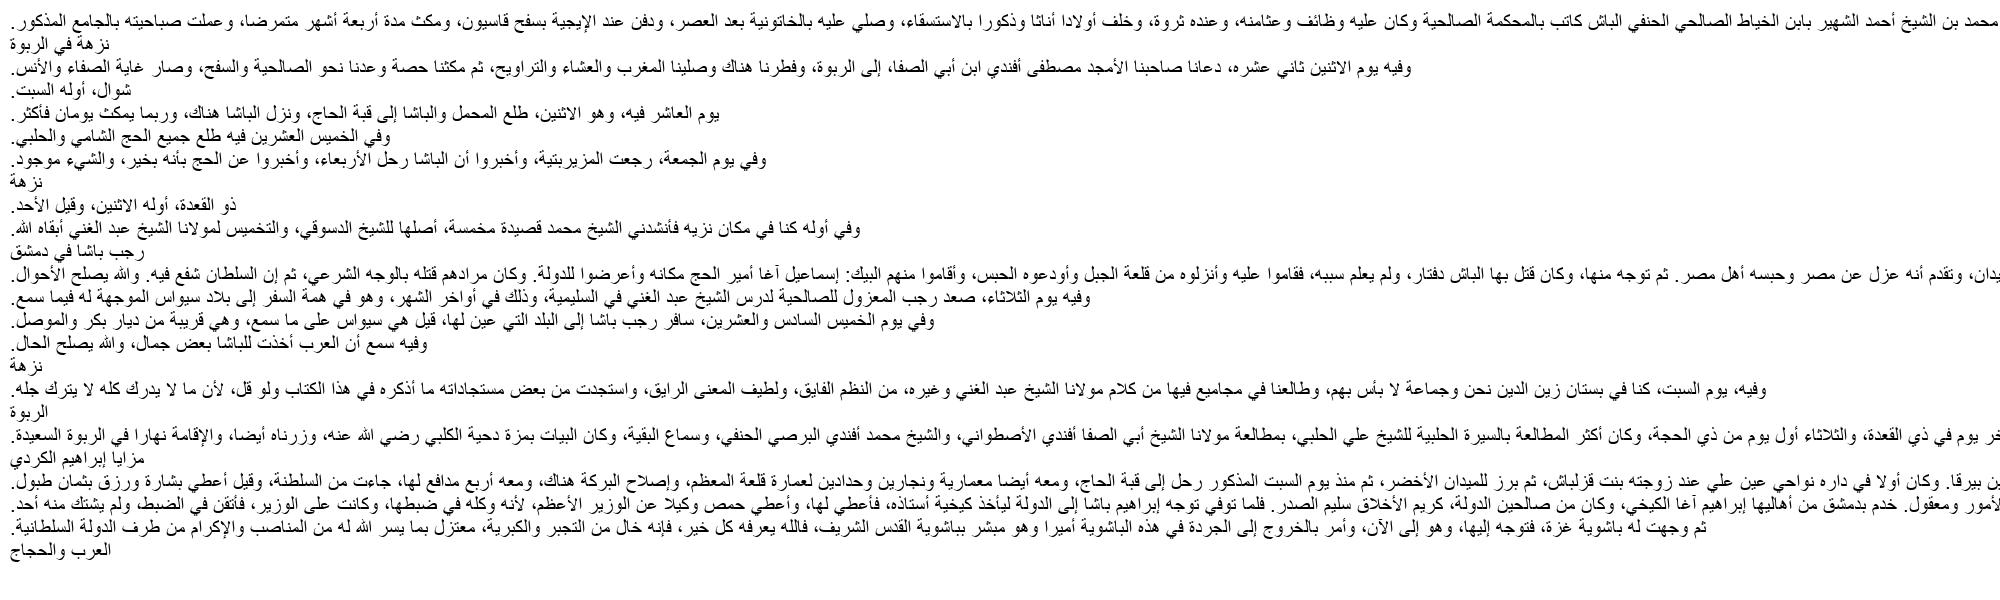 محمد بن الشيخ أحمد الشهير بابن الخياط الصالحي الحنفي الباش كاتب بالمحكمة الصالحية وكان عليه وظائف وعثامنه، وعنده ثروة، وخلف أولادا أناثا وذكورا بالاستسقاء، وصلي عليه بالخاتونية بعد العصر، ودفن عند الإيجية بسفح قاسيون، ومكث مدة أربعة أشهر متمرضا، وعملت صباحيته بالجامع المذكور.
نزهة في الربوة
وفيه يوم الاثنين ثاني عشره، دعانا صاحبنا الأمجد مصطفى أفندي ابن أبي الصفا، إلى الربوة، وفطرنا هناك وصلينا المغرب والعشاء والتراويح، ثم مكثنا حصة وعدنا نحو الصالحية والسفح، وصار غاية الصفاء والأنس.
شوال، أوله السبت.
يوم العاشر فيه، وهو الاثنين، طلع المحمل والباشا إلى قبة الحاج، ونزل الباشا هناك، وربما يمكث يومان فأكثر.
وفي الخميس العشرين فيه طلع جميع الحج الشامي والحلبي.
وفي يوم الجمعة، رجعت المزيربتية، وأخبروا أن الباشا رحل الأربعاء، وأخبروا عن الحج بأنه بخير، والشيء موجود.
نزهة
ذو القعدة، أوله الاثنين، وقيل الأحد.
وفي أوله كنا في مكان نزيه فأنشدني الشيخ محمد قصيدة مخمسة، أصلها للشيخ الدسوقي، والتخميس لمولانا الشيخ عبد الغني أبقاه الله.
رجب باشا في دمشق
يدان، وتقدم أنه عزل عن مصر وحبسه أهل مصر. ثم توجه منها، وكان قتل بها الباش دفتار، ولم يعلم سببه، فقاموا عليه وأنزلوه من قلعة الجبل وأودعوه الحبس، وأقاموا منهم البيك: إسماعيل آغا أمير الحج مكانه وأعرضوا للدولة. وكان مرادهم قتله بالوجه الشرعي، ثم إن السلطان شفع فيه. والله يصلح الأحوال.
وفيه يوم الثلاثاء، صعد رجب المعزول للصالحية لدرس الشيخ عبد الغني في السليمية، وذلك في أواخر الشهر، وهو في همة السفر إلى بلاد سيواس الموجهة له فيما سمع.
وفي يوم الخميس السادس والعشرين، سافر رجب باشا إلى البلد التي عين لها، قيل هي سيواس على ما سمع، وهي قريبة من ديار بكر والموصل.
وفيه سمع أن العرب أخذت للباشا بعض جمال، والله يصلح الحال.
نزهة
وفيه، يوم السبت، كنا في بستان زين الدين نحن وجماعة لا بأس بهم، وطالعنا في مجاميع فيها من كلام مولانا الشيخ عبد الغني وغيره، من النظم الفايق، ولطيف المعنى الرايق، واستجدت من بعض مستجاداته ما أذكره في هذا الكتاب ولو قل، لأن ما لا يدرك كله لا يترك جله.
الربوة
خر يوم في ذي القعدة، والثلاثاء أول يوم من ذي الحجة، وكان أكثر المطالعة بالسيرة الحلبية للشيخ علي الحلبي، بمطالعة مولانا الشيخ أبي الصفا أفندي الأصطواني، والشيخ محمد أفندي البرصي الحنفي، وسماع البقية، وكان البيات بمزة دحية الكلبي رضي الله عنه، وزرناه أيضا، والإقامة نهارا في الربوة السعيدة.
مزايا إبراهيم الكردي
ين بيرقا. وكان أولا في داره نواحي عين علي عند زوجته بنت قزلباش، ثم برز للميدان الأخضر، ثم منذ يوم السبت المذكور رحل إلى قبة الحاج، ومعه أيضا معمارية ونجارين وحدادين لعمارة قلعة المعظم، وإصلاح البركة هناك، ومعه أربع مدافع لها، جاءت من السلطنة، وقيل أعطي بشارة ورزق بثمان طبول.
لأمور ومعقول. خدم بدمشق من أهاليها إبراهيم آغا الكيخي، وكان من صالحين الدولة، كريم الأخلاق سليم الصدر. فلما توفي توجه إبراهيم باشا إلى الدولة ليأخذ كيخية أستاذه، فأعطي لها، وأعطي حمص وكيلا عن الوزير الأعظم، لأنه وكله في ضبطها، وكانت على الوزير، فأتقن في الضبط، ولم يشتك منه أحد.
ثم وجهت له باشوية غزة، فتوجه إليها، وهو إلى الآن، وأمر بالخروج إلى الجردة في هذه الباشوية أميرا وهو مبشر بباشوية القدس الشريف، فالله يعرفه كل خير، فإنه خال من التجبر والكبرية، معتزل بما يسر الله له من المناصب والإكرام من طرف الدولة السلطانية.
العرب والحجاج